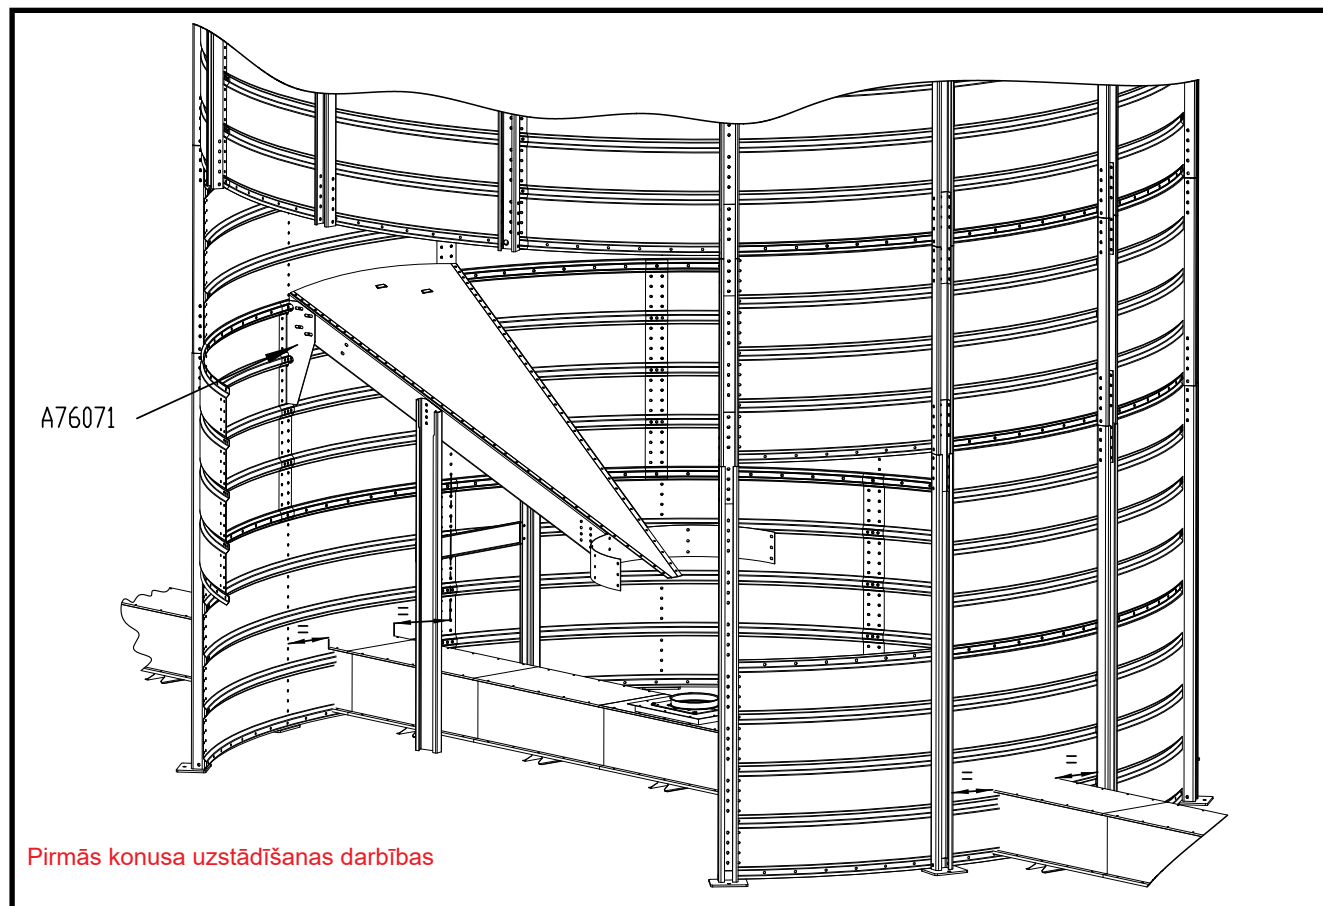 A76071
=
=
=
=
Pirmās konusa uzstādīšanas darbības